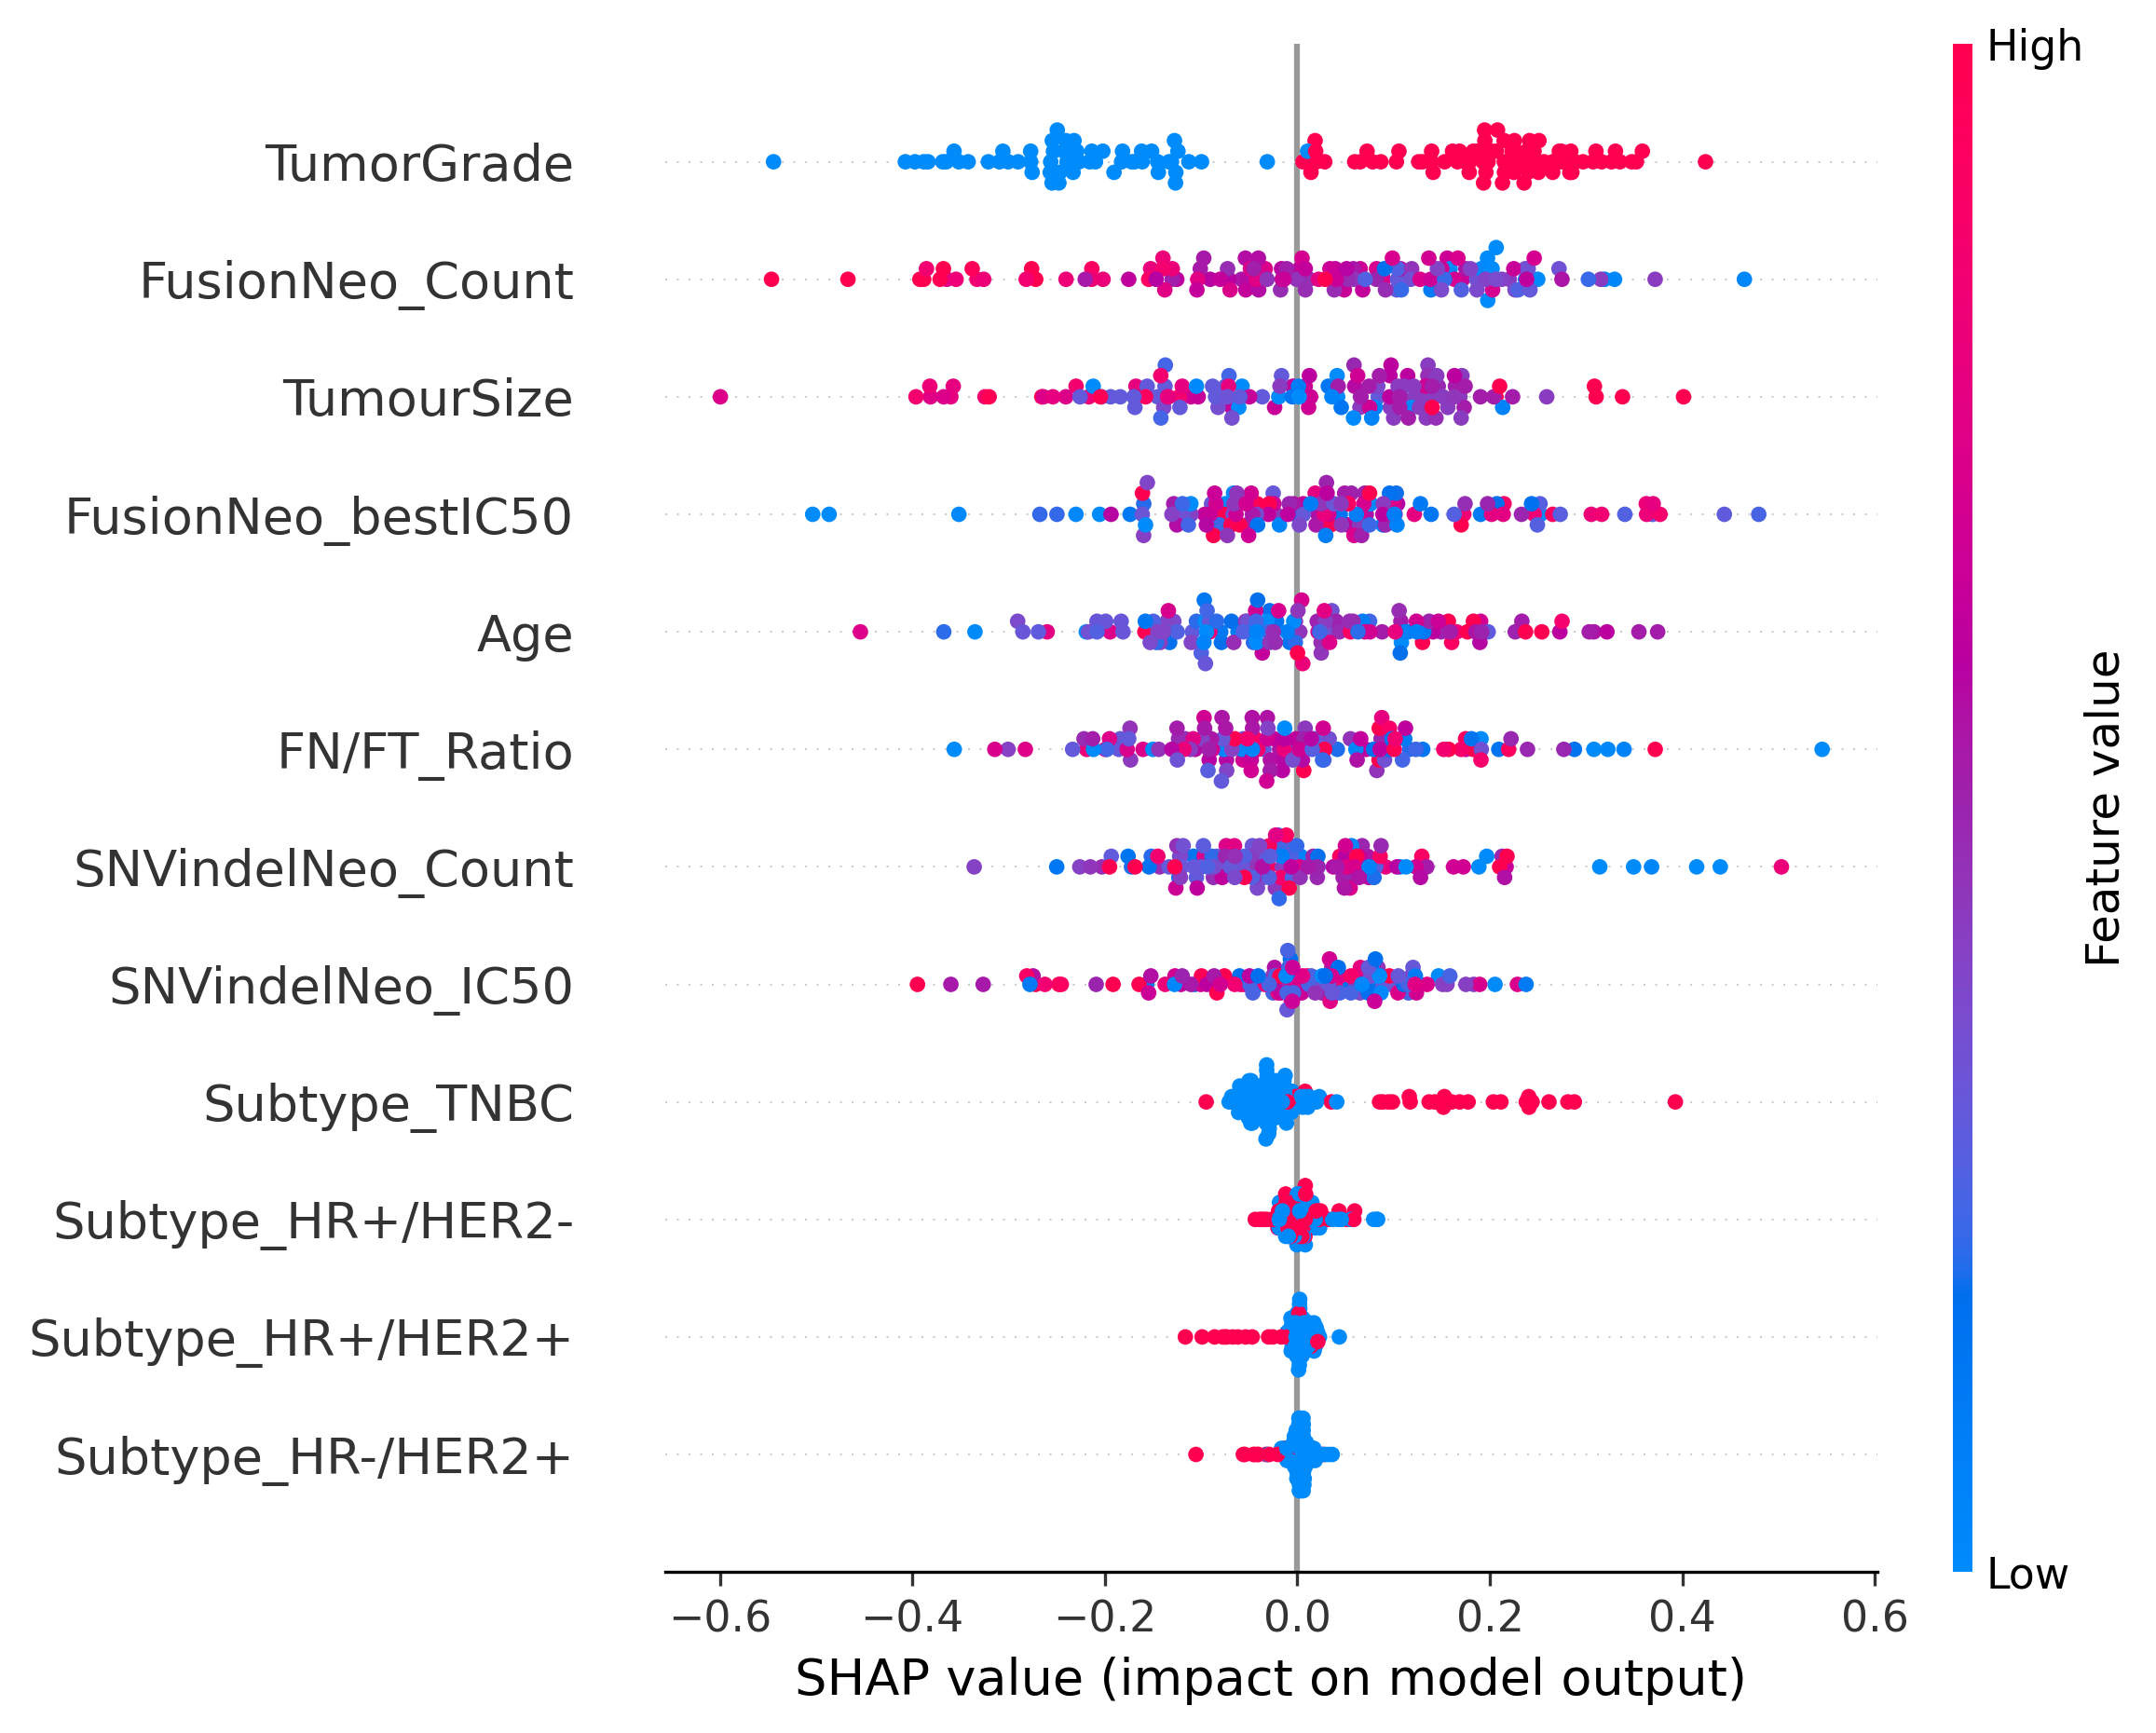 High
TumorGrade
FusionNeo_Count
TumourSize
FusionNeo_bestIC50
Age
FN/FT_Ratio
SNVindelNeo_Count
SNVindelNeo_IC50
Subtype_TNBC
Subtype_HR+/HER2-
Subtype_HR+/HER2+
Subtype_HR-/HER2+
Feature value
Low
−0.6 −0.4 −0.2 0.0 0.2 0.4 0.6
SHAP value (impact on model output)